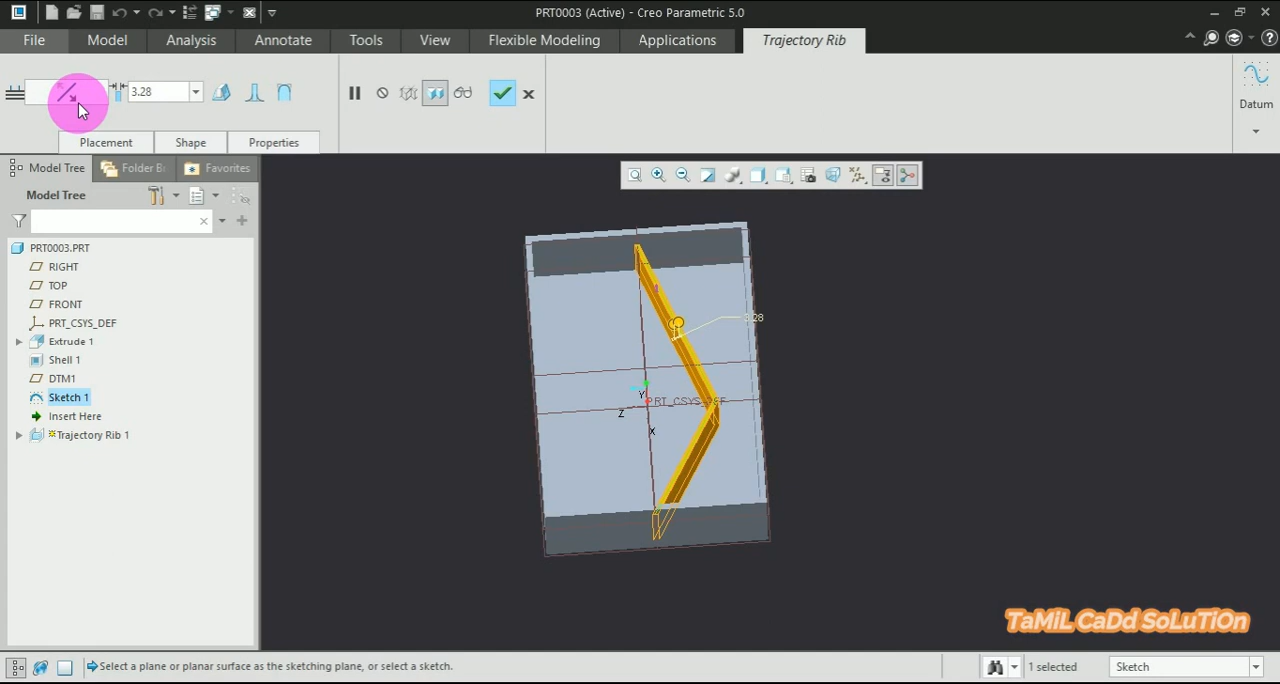 PRT0003 (Active) - Creo Parametric 5.0
File Model Analysis Annotate Tools View Flexible Modeling Applications Trajectory Rib
3.28
Placement Shape Properties
Datum
Model Tree Folder B Favorites
Model Tree
PRT0003.PRT
RIGHT
TOP
FRONT
PRT_CSYS_DEF
Extrude 1
Shell 1
DTM1
Sketch 1
Insert Here
Trajectory Rib 1
3.28
Y
PRT_CSYS_DEF
Z
X
TaMiL CaDd SoLuTiOn
Select a plane or planar surface as the sketching plane, or select a sketch.
1 selected
Sketch